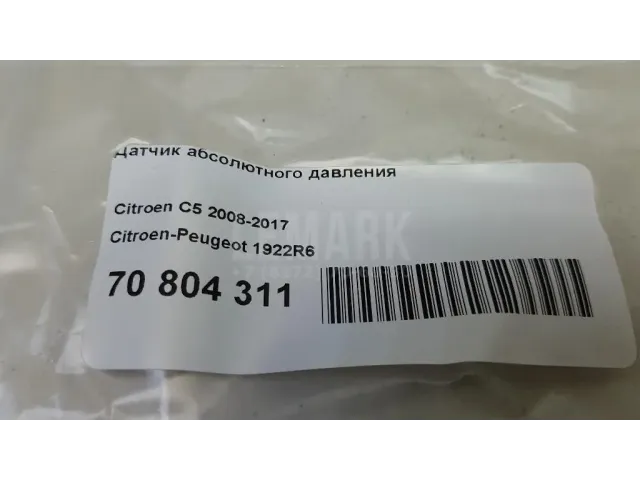 Датчик абсолютного давления
Citroen C5 2008-2017
Citroen-Peugeot 1922R6
70 804 311